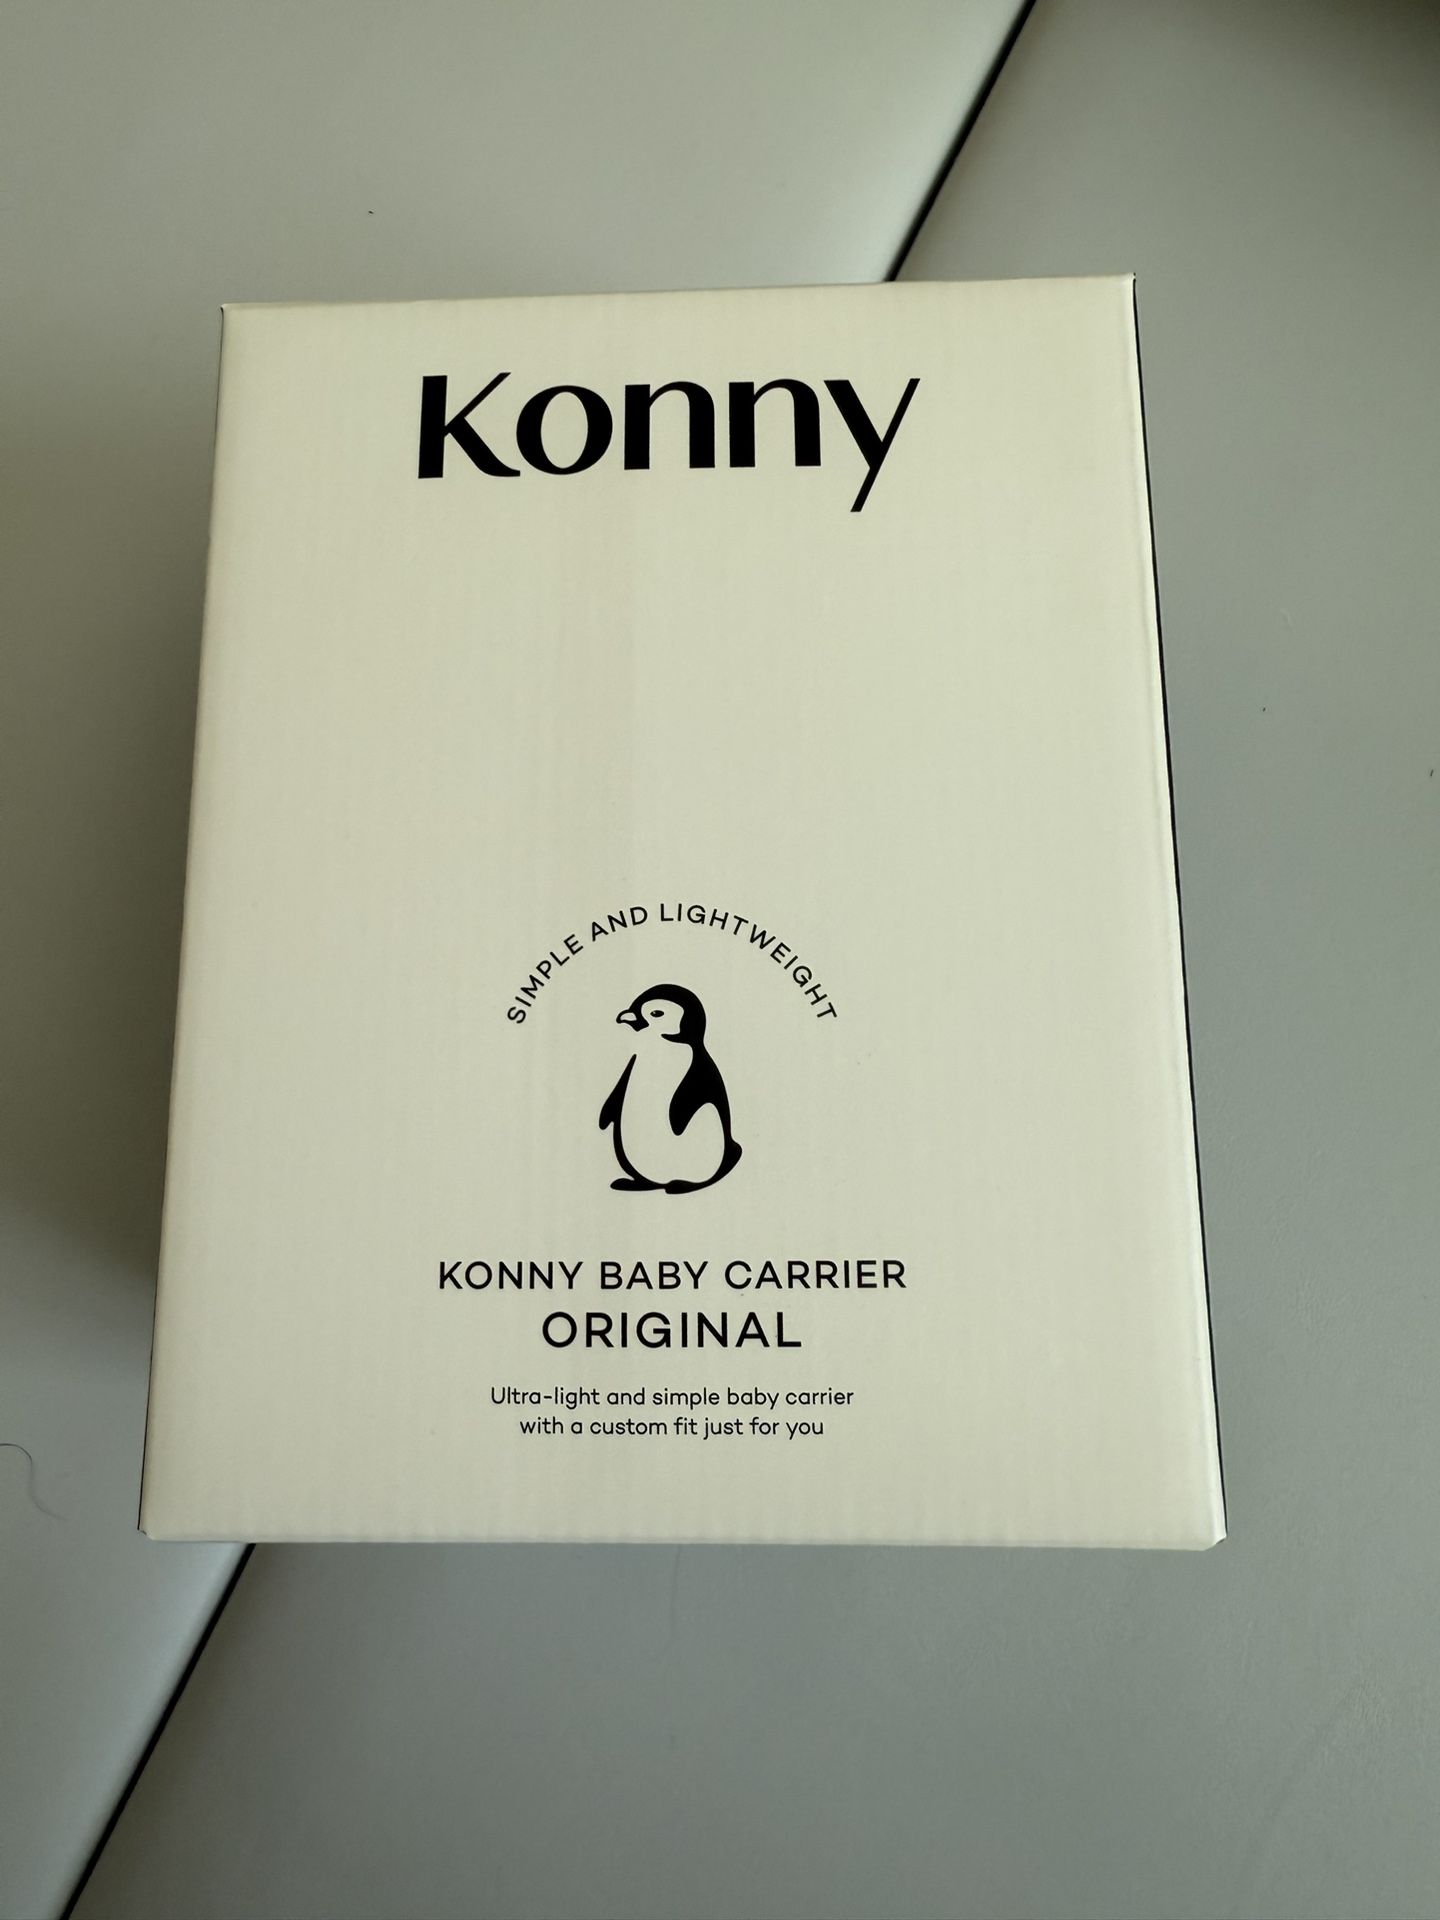 Konny
SIMPLE AND LIGHTWEIGHT
KONNY BABY CARRIER
ORIGINAL
Ultra-light and simple baby carrier
with a custom fit just for you